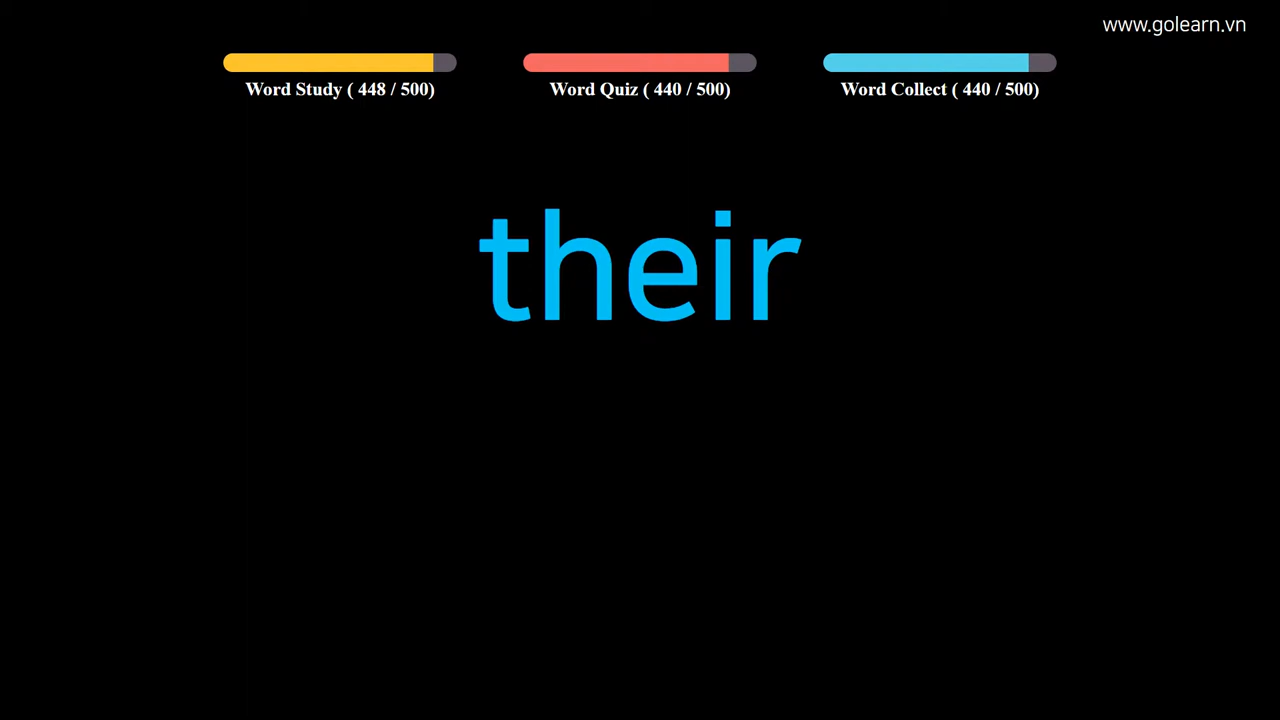 www.golearn.vn
Word Study ( 448 / 500)
Word Quiz ( 440 / 500)
Word Collect ( 440 / 500)
their